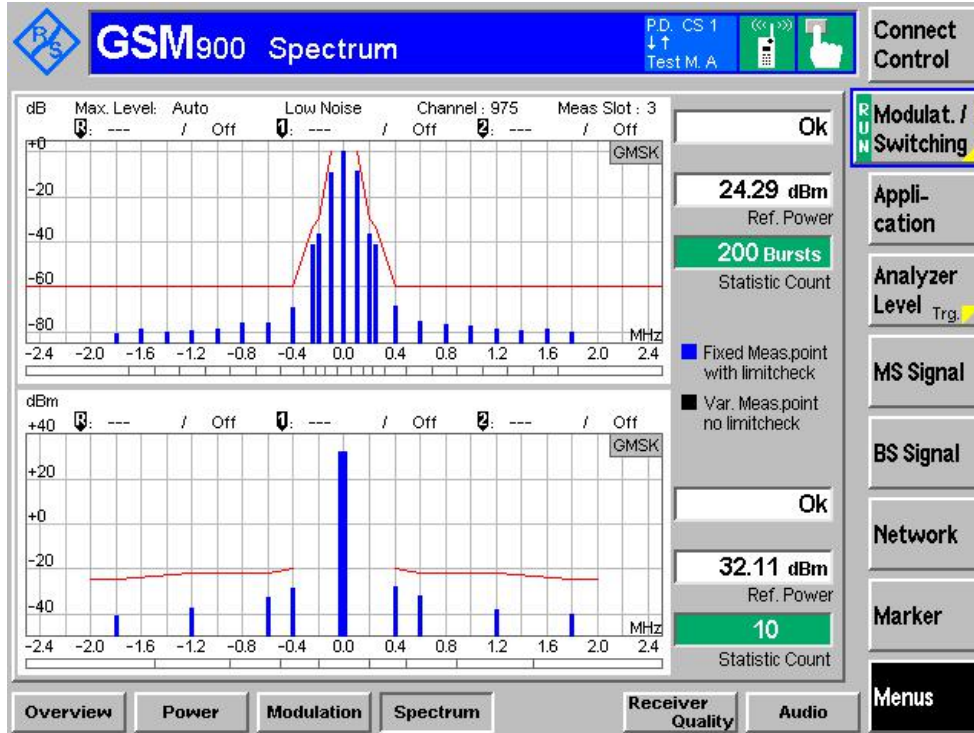 R/S
GSM900 Spectrum
P.D. CS 1
↓↑
Test M. A
Connect
Control
dB Max. Level: Auto Low Noise Channel : 975 Meas Slot : 3
R: --- / Off 1: --- / Off 2: --- / Off
GMSK
+0
-20
-40
-60
-80
MHz
-2.4 -2.0 -1.6 -1.2 -0.8 -0.4 0.0 0.4 0.8 1.2 1.6 2.0 2.4
Ok
24.29 dBm
Ref. Power
200 Bursts
Statistic Count
Fixed Meas.point
with limitcheck
Var. Meas.point
no limitcheck
dBm
R: --- / Off 1: --- / Off 2: --- / Off
GMSK
+40
+20
+0
-20
-40
MHz
-2.4 -2.0 -1.6 -1.2 -0.8 -0.4 0.0 0.4 0.8 1.2 1.6 2.0 2.4
Ok
32.11 dBm
Ref. Power
10
Statistic Count
RUN
Modulat. /
Switching
Appli-
cation
Analyzer
Level Trg.
MS Signal
BS Signal
Network
Marker
Menus
Overview
Power
Modulation
Spectrum
Receiver
Quality
Audio